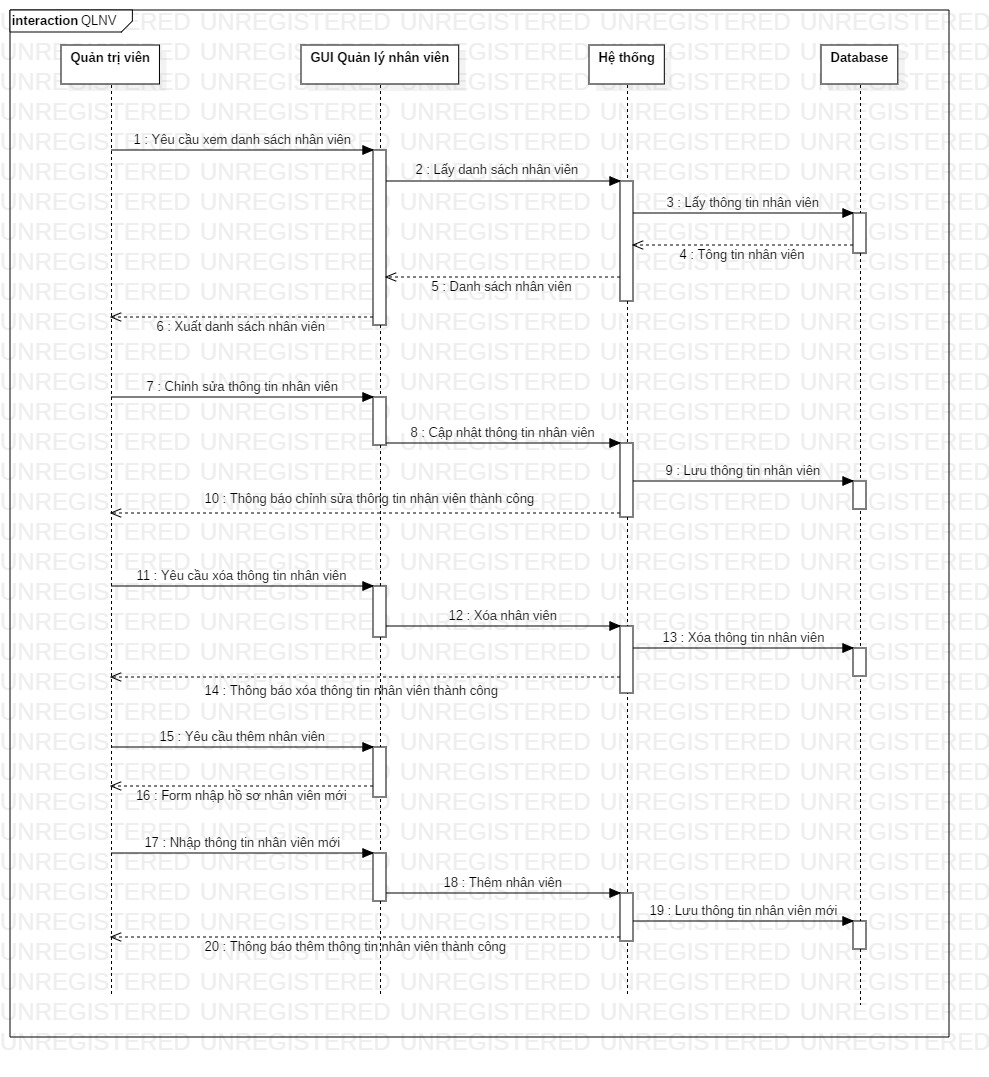 interaction QLNV
Quản trị viên
GUI Quản lý nhân viên
Hệ thống
Database
1 : Yêu cầu xem danh sách nhân viên
2 : Lấy danh sách nhân viên
3 : Lấy thông tin nhân viên
4 : Tông tin nhân viên
5 : Danh sách nhân viên
6 : Xuất danh sách nhân viên
7 : Chỉnh sửa thông tin nhân viên
8 : Cập nhật thông tin nhân viên
9 : Lưu thông tin nhân viên
10 : Thông báo chỉnh sửa thông tin nhân viên thành công
11 : Yêu cầu xóa thông tin nhân viên
12 : Xóa nhân viên
13 : Xóa thông tin nhân viên
14 : Thông báo xóa thông tin nhân viên thành công
15 : Yêu cầu thêm nhân viên
16 : Form nhập hồ sơ nhân viên mới
17 : Nhập thông tin nhân viên mới
18 : Thêm nhân viên
19 : Lưu thông tin nhân viên mới
20 : Thông báo thêm thông tin nhân viên thành công
UNREGISTERED